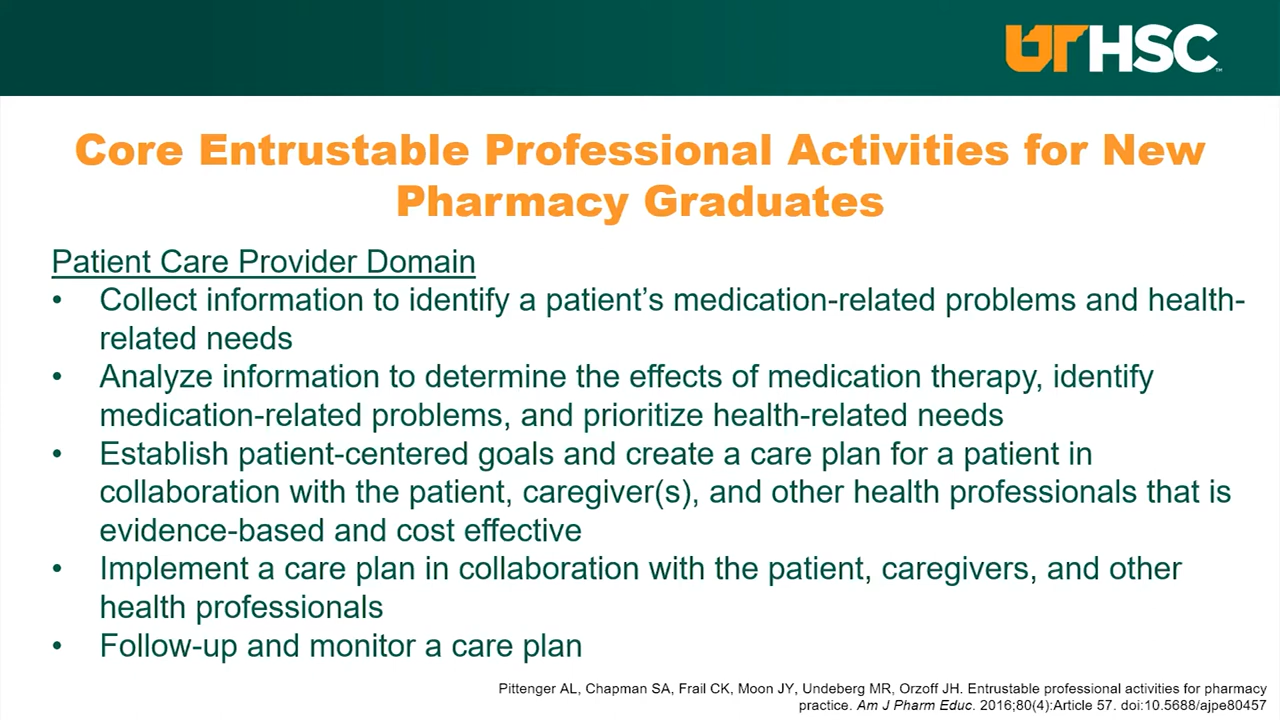 UTHSC™
Core Entrustable Professional Activities for New
Pharmacy Graduates
Patient Care Provider Domain
• Collect information to identify a patient’s medication-related problems and health-
related needs
• Analyze information to determine the effects of medication therapy, identify
medication-related problems, and prioritize health-related needs
• Establish patient-centered goals and create a care plan for a patient in
collaboration with the patient, caregiver(s), and other health professionals that is
evidence-based and cost effective
• Implement a care plan in collaboration with the patient, caregivers, and other
health professionals
• Follow-up and monitor a care plan
Pittenger AL, Chapman SA, Frail CK, Moon JY, Undeberg MR, Orzoff JH. Entrustable professional activities for pharmacy
practice. Am J Pharm Educ. 2016;80(4):Article 57. doi:10.5688/ajpe80457